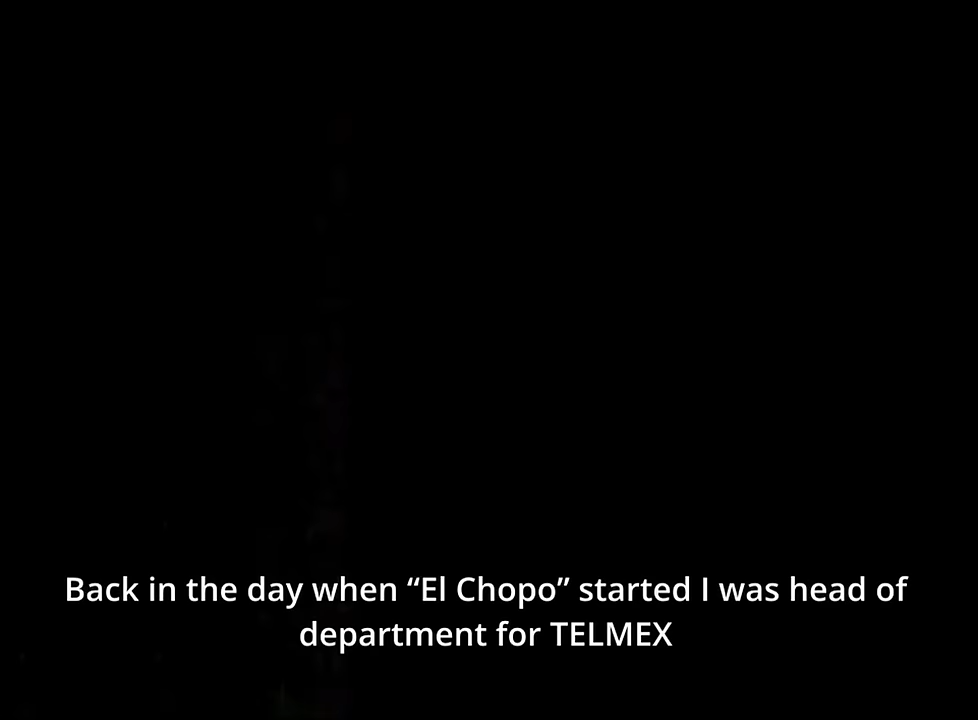 Back in the day when “El Chopo” started I was head of
department for TELMEX